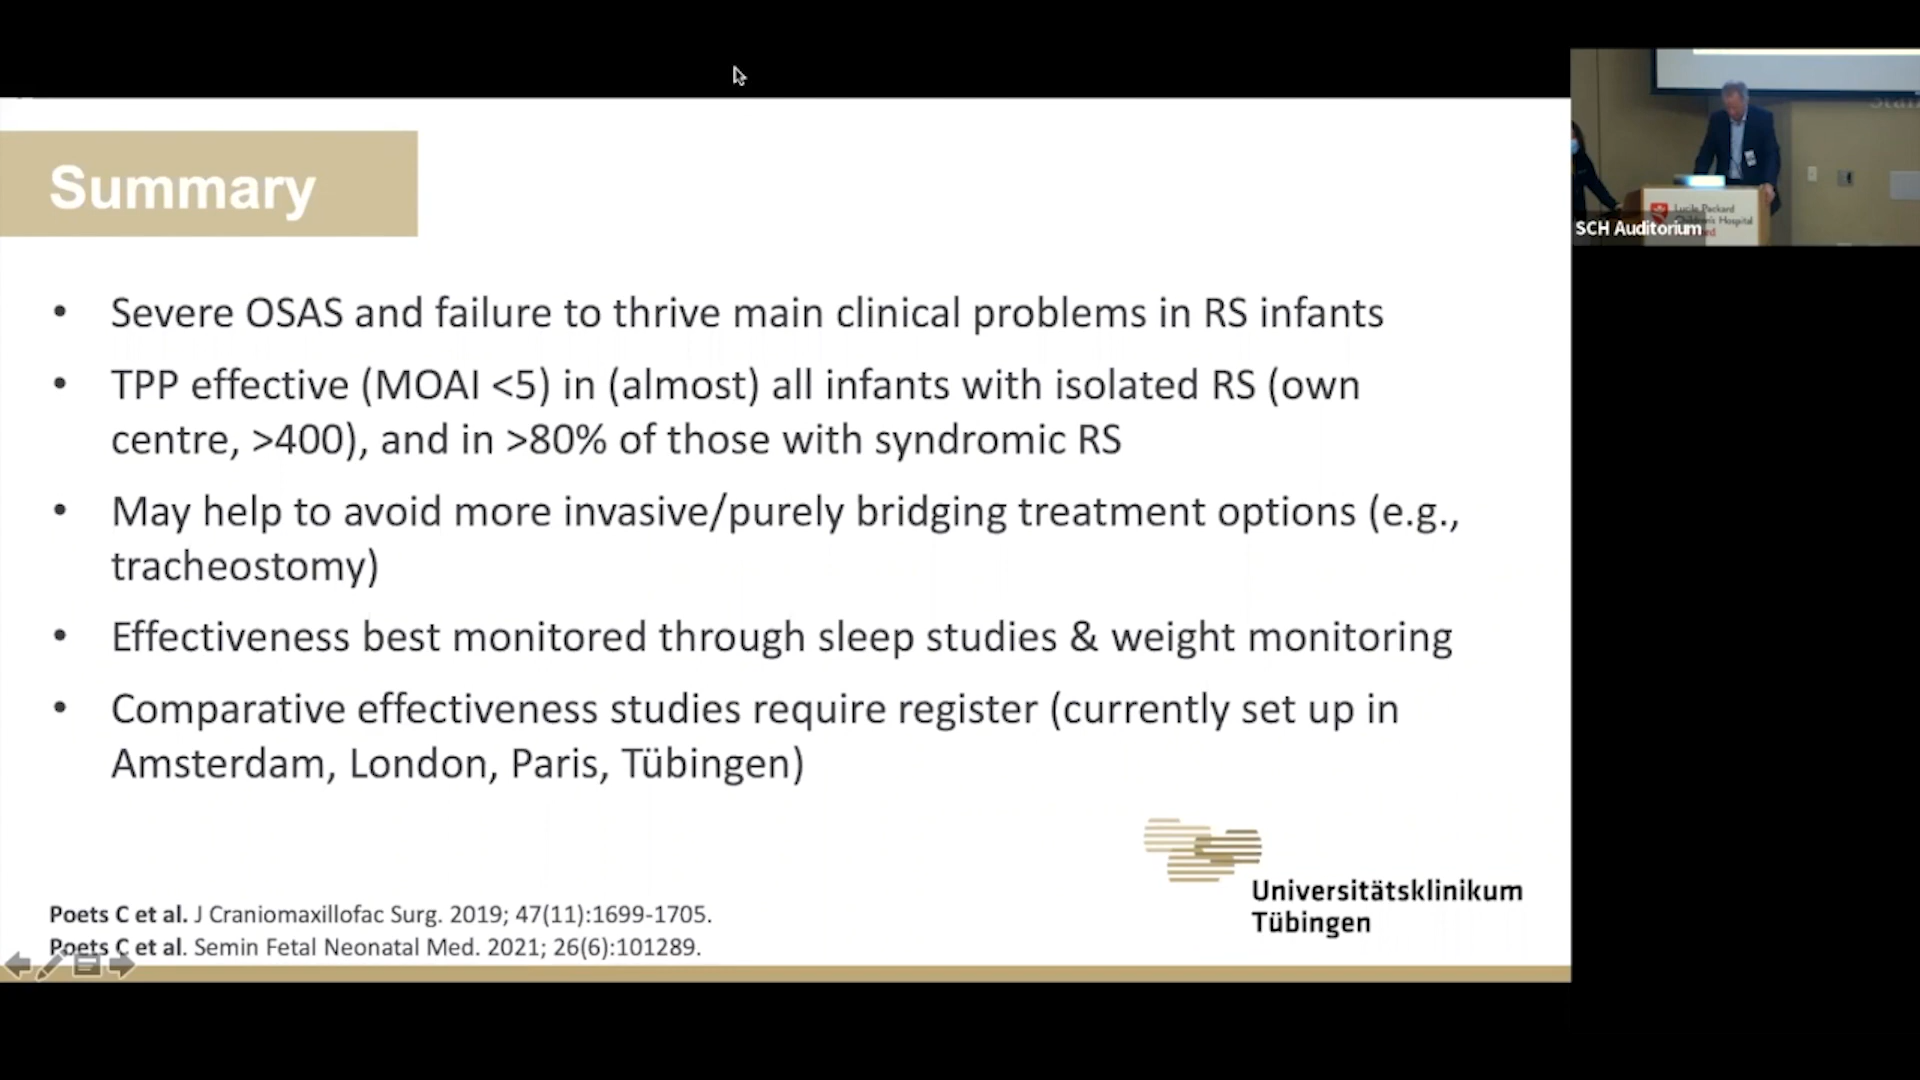 Summary
• Severe OSAS and failure to thrive main clinical problems in RS infants
• TPP effective (MOAI <5) in (almost) all infants with isolated RS (own
centre, >400), and in >80% of those with syndromic RS
• May help to avoid more invasive/purely bridging treatment options (e.g.,
tracheostomy)
• Effectiveness best monitored through sleep studies & weight monitoring
• Comparative effectiveness studies require register (currently set up in
Amsterdam, London, Paris, Tübingen)
Universitätsklinikum
Tübingen
Poets C et al. J Craniomaxillofac Surg. 2019; 47(11):1699-1705.
Poets C et al. Semin Fetal Neonatal Med. 2021; 26(6):101289.
Lucile Packard
Children's Hospital
SCH Auditorium